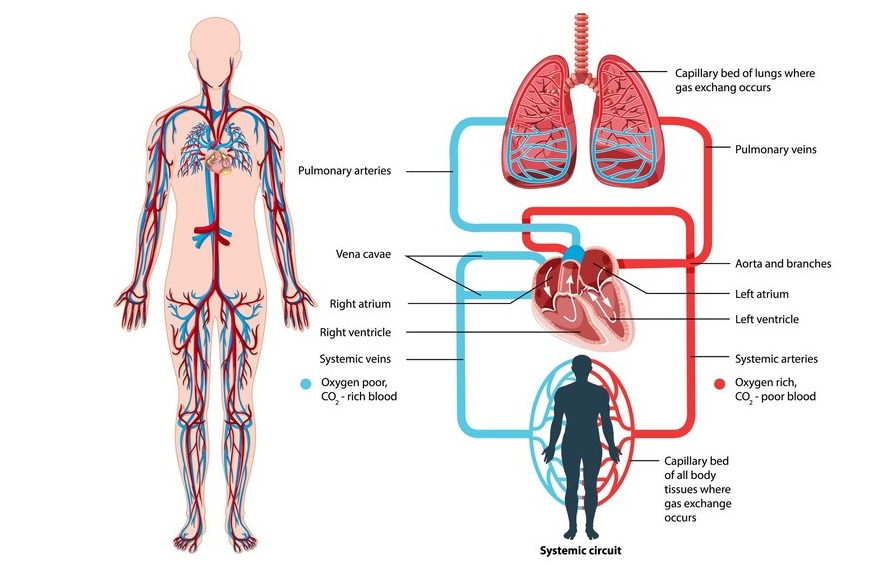 Capillary bed of lungs where
gas exchang occurs
Pulmonary veins
Pulmonary arteries
Vena cavae
Aorta and branches
Right atrium
Left atrium
Right ventricle
Left ventricle
Systemic veins
Systemic arteries
Oxygen poor,
CO2 - rich blood
Oxygen rich,
CO2 - poor blood
Capillary bed
of all body
tissues where
gas exchange
occurs
Systemic circuit